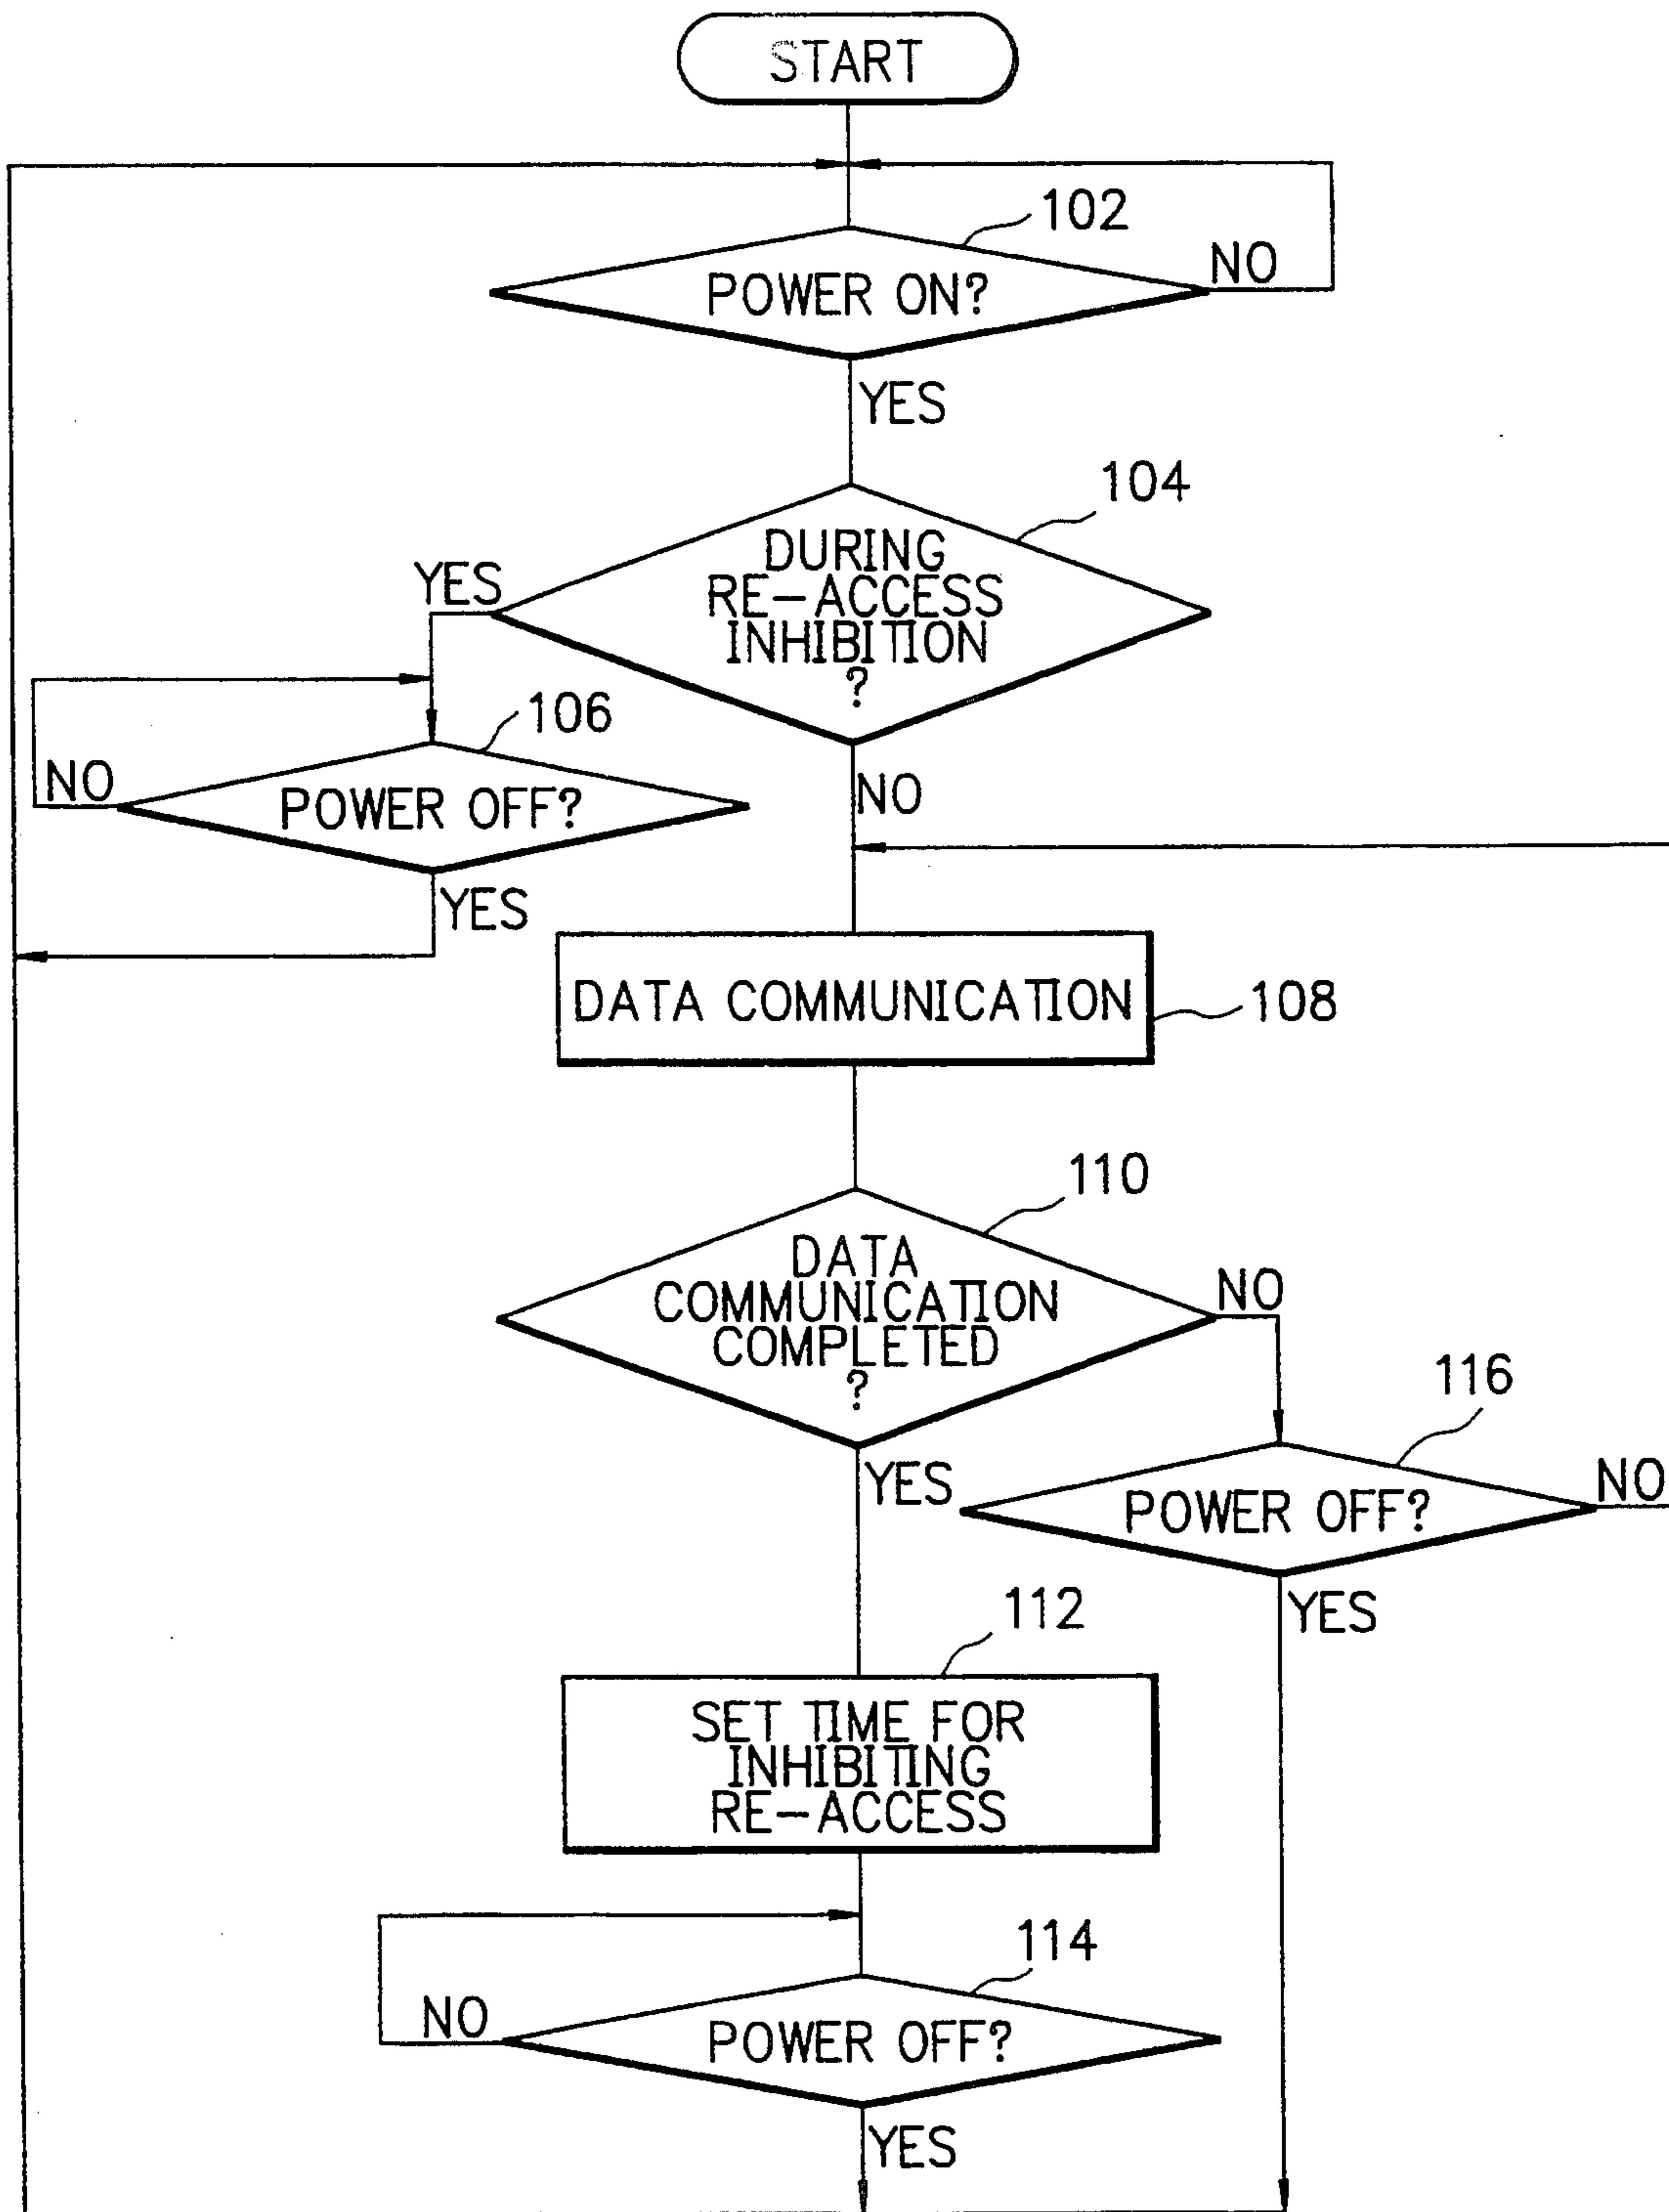 START
102
POWER ON?
NO
YES
104
DURING
RE-ACCESS
INHIBITION
?
YES
106
NO
POWER OFF?
NO
YES
DATA COMMUNICATION
108
110
DATA
COMMUNICATION
COMPLETED
?
NO
116
YES
POWER OFF?
NO
YES
112
SET TIME FOR
INHIBITING
RE-ACCESS
114
NO
POWER OFF?
YES